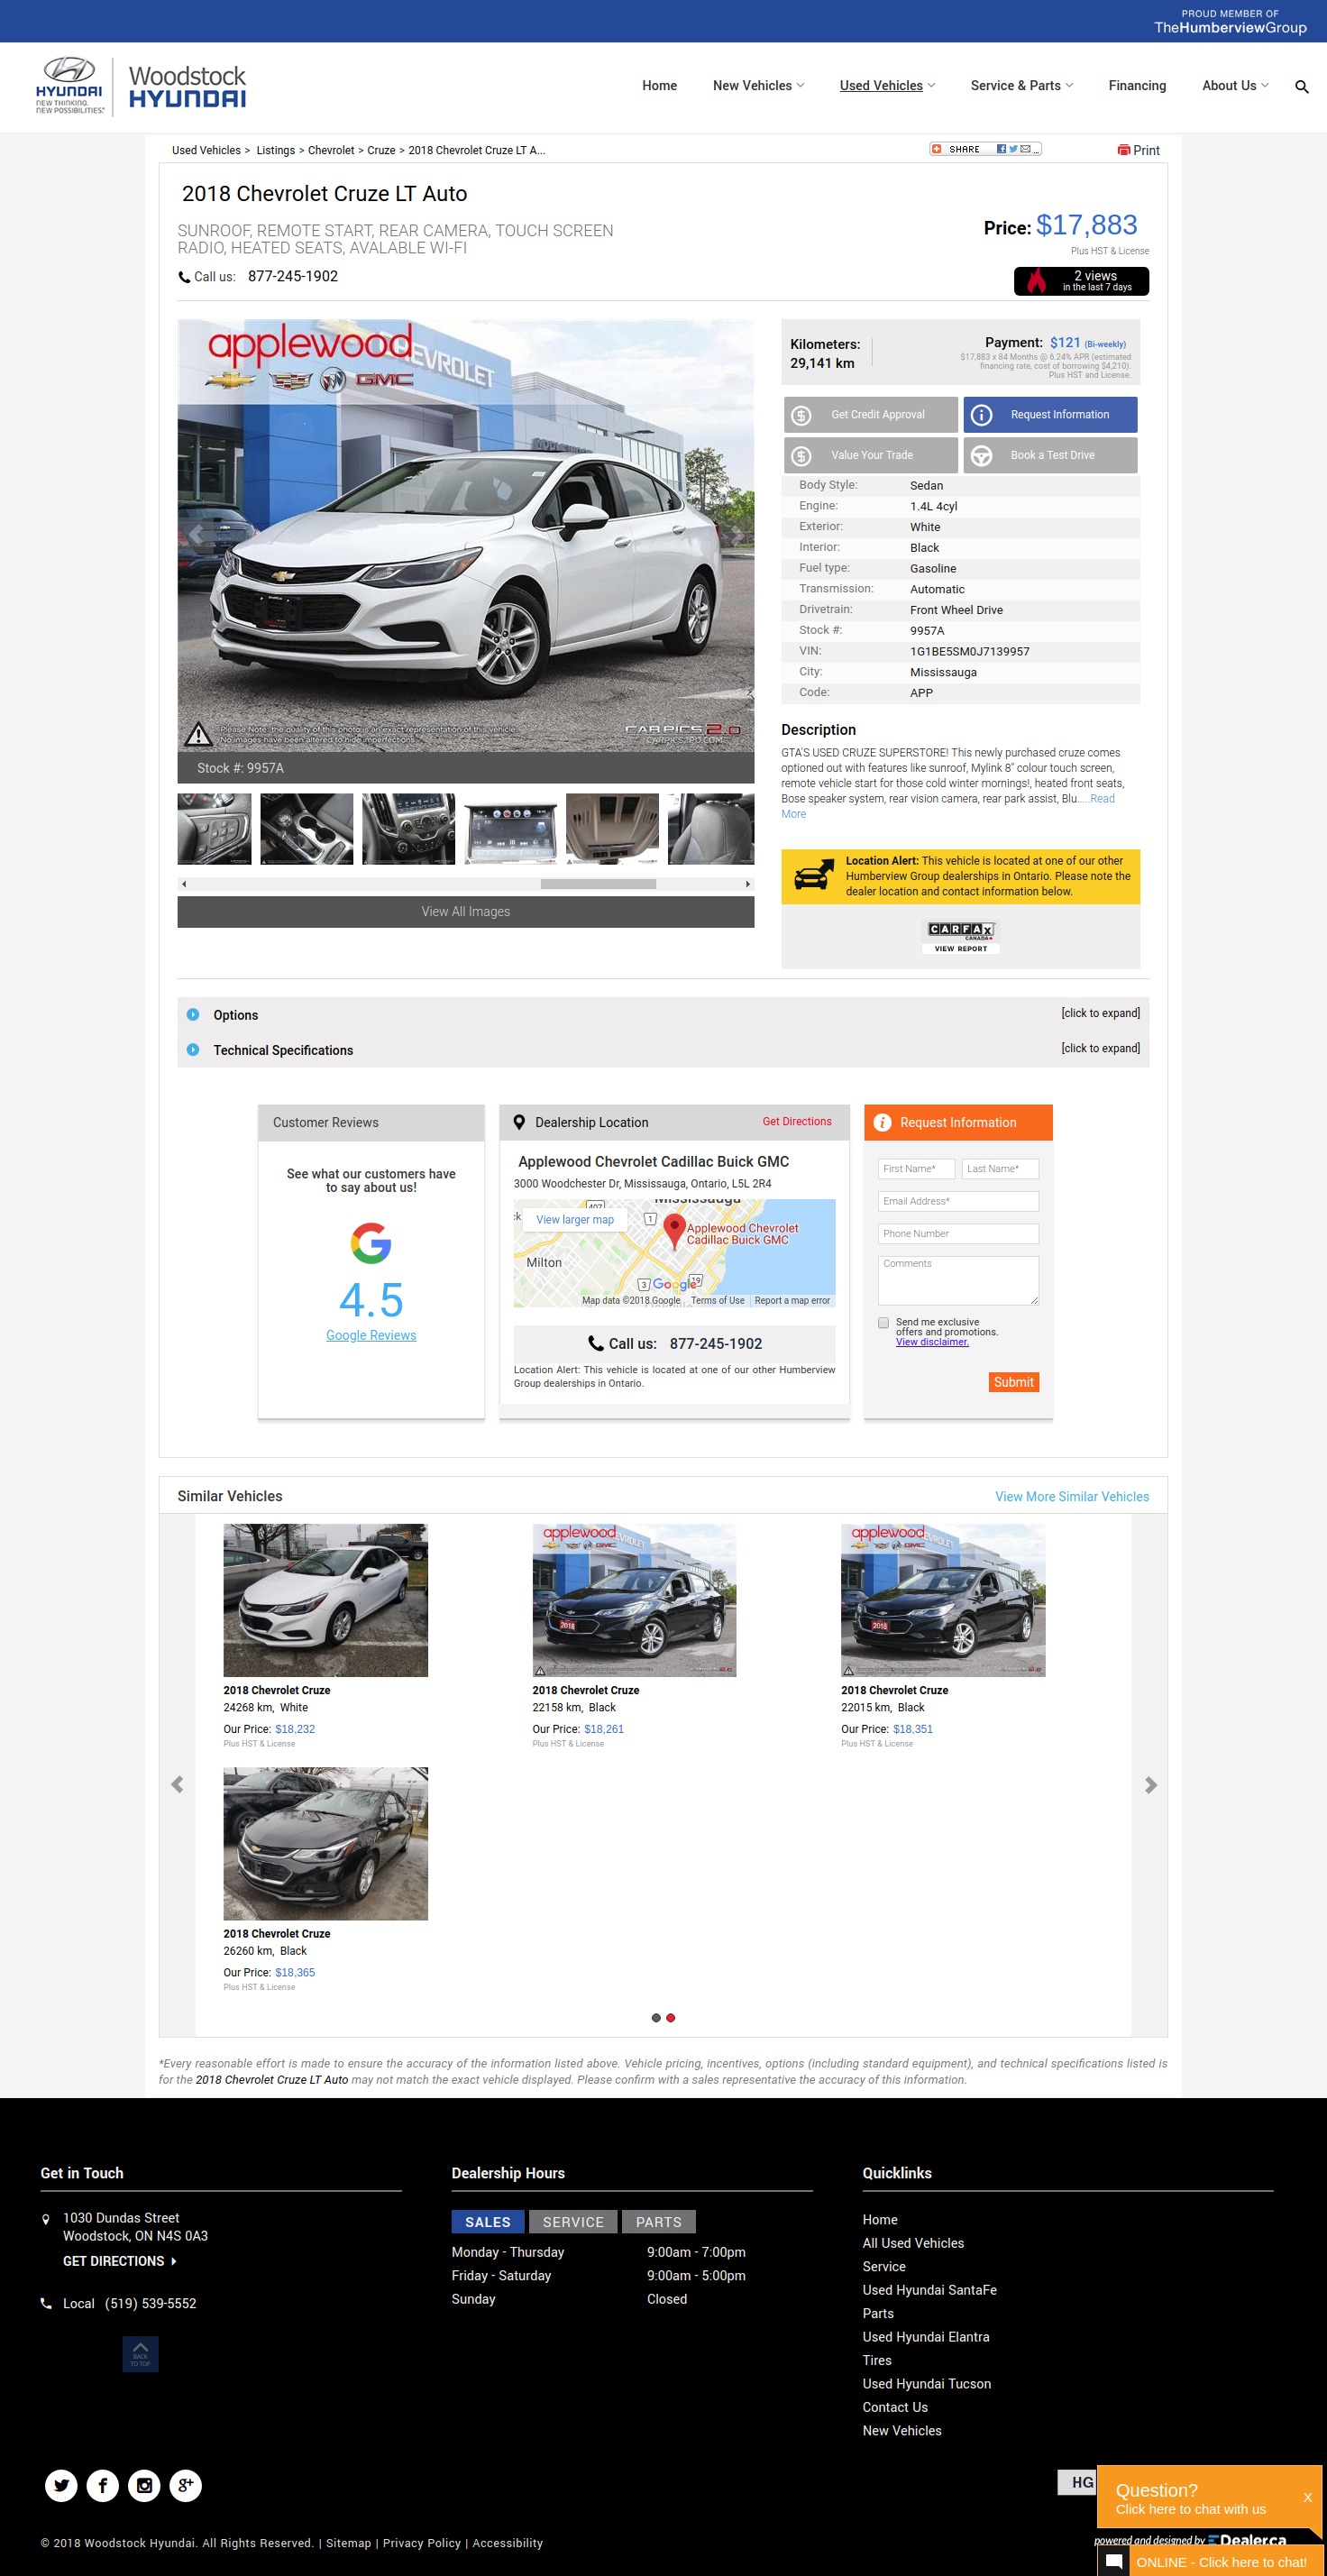 PROUD MEMBER OF
TheHumberviewGroup
HYUNDAI
NEW THINKING.
NEW POSSIBILITIES.
Woodstock
HYUNDAI
Home
New Vehicles
Used Vehicles
Service & Parts
Financing
About Us
Used Vehicles > Listings > Chevrolet > Cruze > 2018 Chevrolet Cruze LT A...
SHARE
Print
2018 Chevrolet Cruze LT Auto
SUNROOF, REMOTE START, REAR CAMERA, TOUCH SCREEN
RADIO, HEATED SEATS, AVALABLE WI-FI
Price: $17,883
Plus HST & License
Call us: 877-245-1902
2 views
in the last 7 days
applewood
CHEVROLET
GMC
Please Note: the quality of this photo is an exact representation of this vehicle.
No images have been altered to hide imperfections.
CARPICS2.0
CARPICS2PO.COM
Stock #: 9957A
View All Images
Kilometers:
29,141 km
Payment: $121 (Bi-weekly)
$17,883 x 84 Months @ 6.24% APR (estimated
financing rate, cost of borrowing $4,210).
Plus HST and License.
Get Credit Approval
Request Information
Value Your Trade
Book a Test Drive
Body Style: Sedan
Engine: 1.4L 4cyl
Exterior: White
Interior: Black
Fuel type: Gasoline
Transmission: Automatic
Drivetrain: Front Wheel Drive
Stock #: 9957A
VIN: 1G1BE5SM0J7139957
City: Mississauga
Code: APP
Description
GTA'S USED CRUZE SUPERSTORE! This newly purchased cruze comes
optioned out with features like sunroof, Mylink 8" colour touch screen,
remote vehicle start for those cold winter mornings!, heated front seats,
Bose speaker system, rear vision camera, rear park assist, Blu.....Read
More
Location Alert: This vehicle is located at one of our other
Humberview Group dealerships in Ontario. Please note the
dealer location and contact information below.
CARFAX
CANADA
VIEW REPORT
Options
[click to expand]
Technical Specifications
[click to expand]
Customer Reviews
See what our customers have
to say about us!
4.5
Google Reviews
Dealership Location
Get Directions
Applewood Chevrolet Cadillac Buick GMC
3000 Woodchester Dr, Mississauga, Ontario, L5L 2R4
Mississauga
407
View larger map
1
Applewood Chevrolet
Cadillac Buick GMC
Milton
3
Google
19
Map data ©2018 Google
Terms of Use
Report a map error
Call us: 877-245-1902
Location Alert: This vehicle is located at one of our other Humberview
Group dealerships in Ontario.
Request Information
First Name*
Last Name*
Email Address*
Phone Number
Comments
Send me exclusive
offers and promotions.
View disclaimer.
Submit
Similar Vehicles
View More Similar Vehicles
applewood
CHEVROLET
GMC
2018
applewood
CHEVROLET
GMC
2018
2018 Chevrolet Cruze
24268 km, White
Our Price: $18,232
Plus HST & License
2018 Chevrolet Cruze
22158 km, Black
Our Price: $18,261
Plus HST & License
2018 Chevrolet Cruze
22015 km, Black
Our Price: $18,351
Plus HST & License
2018 Chevrolet Cruze
26260 km, Black
Our Price: $18,365
Plus HST & License
*Every reasonable effort is made to ensure the accuracy of the information listed above. Vehicle pricing, incentives, options (including standard equipment), and technical specifications listed is
for the 2018 Chevrolet Cruze LT Auto may not match the exact vehicle displayed. Please confirm with a sales representative the accuracy of this information.
Get in Touch
1030 Dundas Street
Woodstock, ON N4S 0A3
GET DIRECTIONS
Local (519) 539-5552
BACK
TO TOP
Dealership Hours
SALES
SERVICE
PARTS
Monday - Thursday 9:00am - 7:00pm
Friday - Saturday 9:00am - 5:00pm
Sunday Closed
Quicklinks
Home
All Used Vehicles
Service
Used Hyundai SantaFe
Parts
Used Hyundai Elantra
Tires
Used Hyundai Tucson
Contact Us
New Vehicles
HG
Question?
Click here to chat with us
X
© 2018 Woodstock Hyundai. All Rights Reserved. | Sitemap | Privacy Policy | Accessibility
powered and designed by EDealer.ca
ONLINE - Click here to chat!